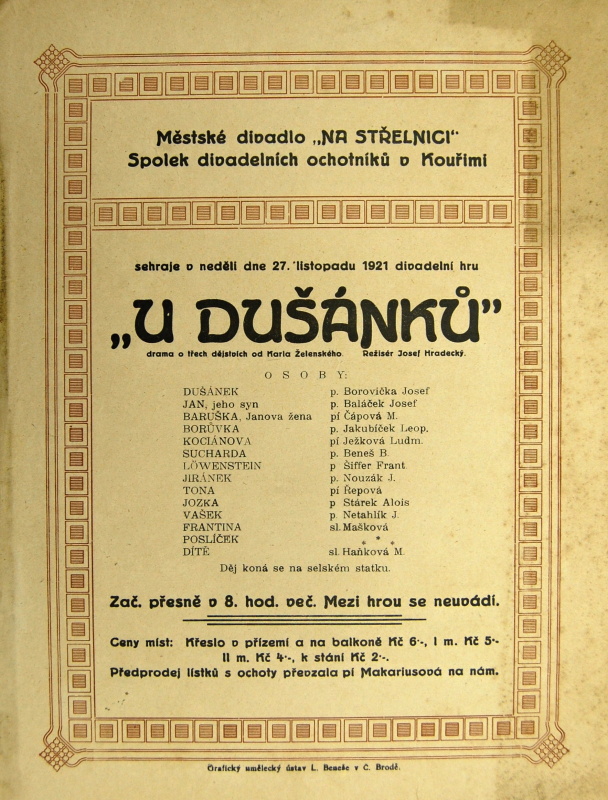 Městské divadlo „NA STŘELNICI“
Spolek divadelních ochotníků v Kouřimi
sehraje v neděli dne 27. listopadu 1921 divadelní hru
„U DUŠÁNKŮ”
drama o třech dějstvích od Karla Želenského. Režisér Josef Hradecký.
OSOBY:
DUŠÁNEK p. Borovička Josef
JAN, jeho syn p. Baláček Josef
BARUŠKA, Janova žena pí Čápová M.
BORŮVKA p. Jakubíček Leop.
KOCIÁNOVA pí Ježková Ludm.
SUCHARDA p. Beneš B.
LÖWENSTEIN p Šiffer Frant.
JIRÁNEK p. Nouzák J.
TONA pí Řepová
JOZKA p Stárek Alois
VAŠEK p. Netahlík J.
FRANTINA sl. Mašková
POSLÍČEK * * *
DÍTĚ sl. Haňková M.
Děj koná se na selském statku.
Zač. přesně v 8. hod. več. Mezi hrou se neuvádí.
Ceny míst: Křeslo v přízemí a na balkoně Kč 6·-, I m. Kč 5·-
II m. Kč 4·-, k stání Kč 2·-.
Předprodej lístků s ochoty převzala pí Makariusová na nám.
Grafický umělecký ústav L. Beneše v Č. Brodě.